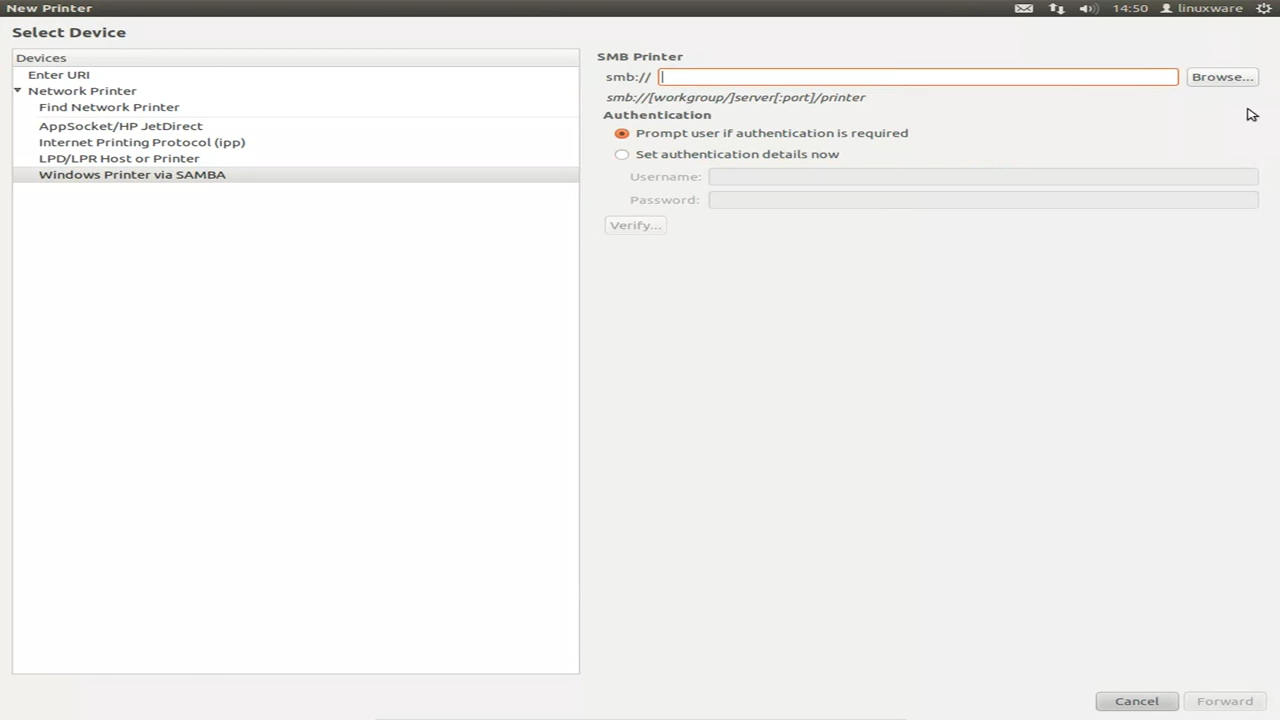 New Printer 14:50 linuxware
Select Device
Devices
Enter URI
Network Printer
Find Network Printer
AppSocket/HP JetDirect
Internet Printing Protocol (ipp)
LPD/LPR Host or Printer
Windows Printer via SAMBA
SMB Printer
smb:// Browse...
smb://[workgroup/]server[:port]/printer
Authentication
Prompt user if authentication is required
Set authentication details now
Username:
Password:
Verify...
Cancel Forward